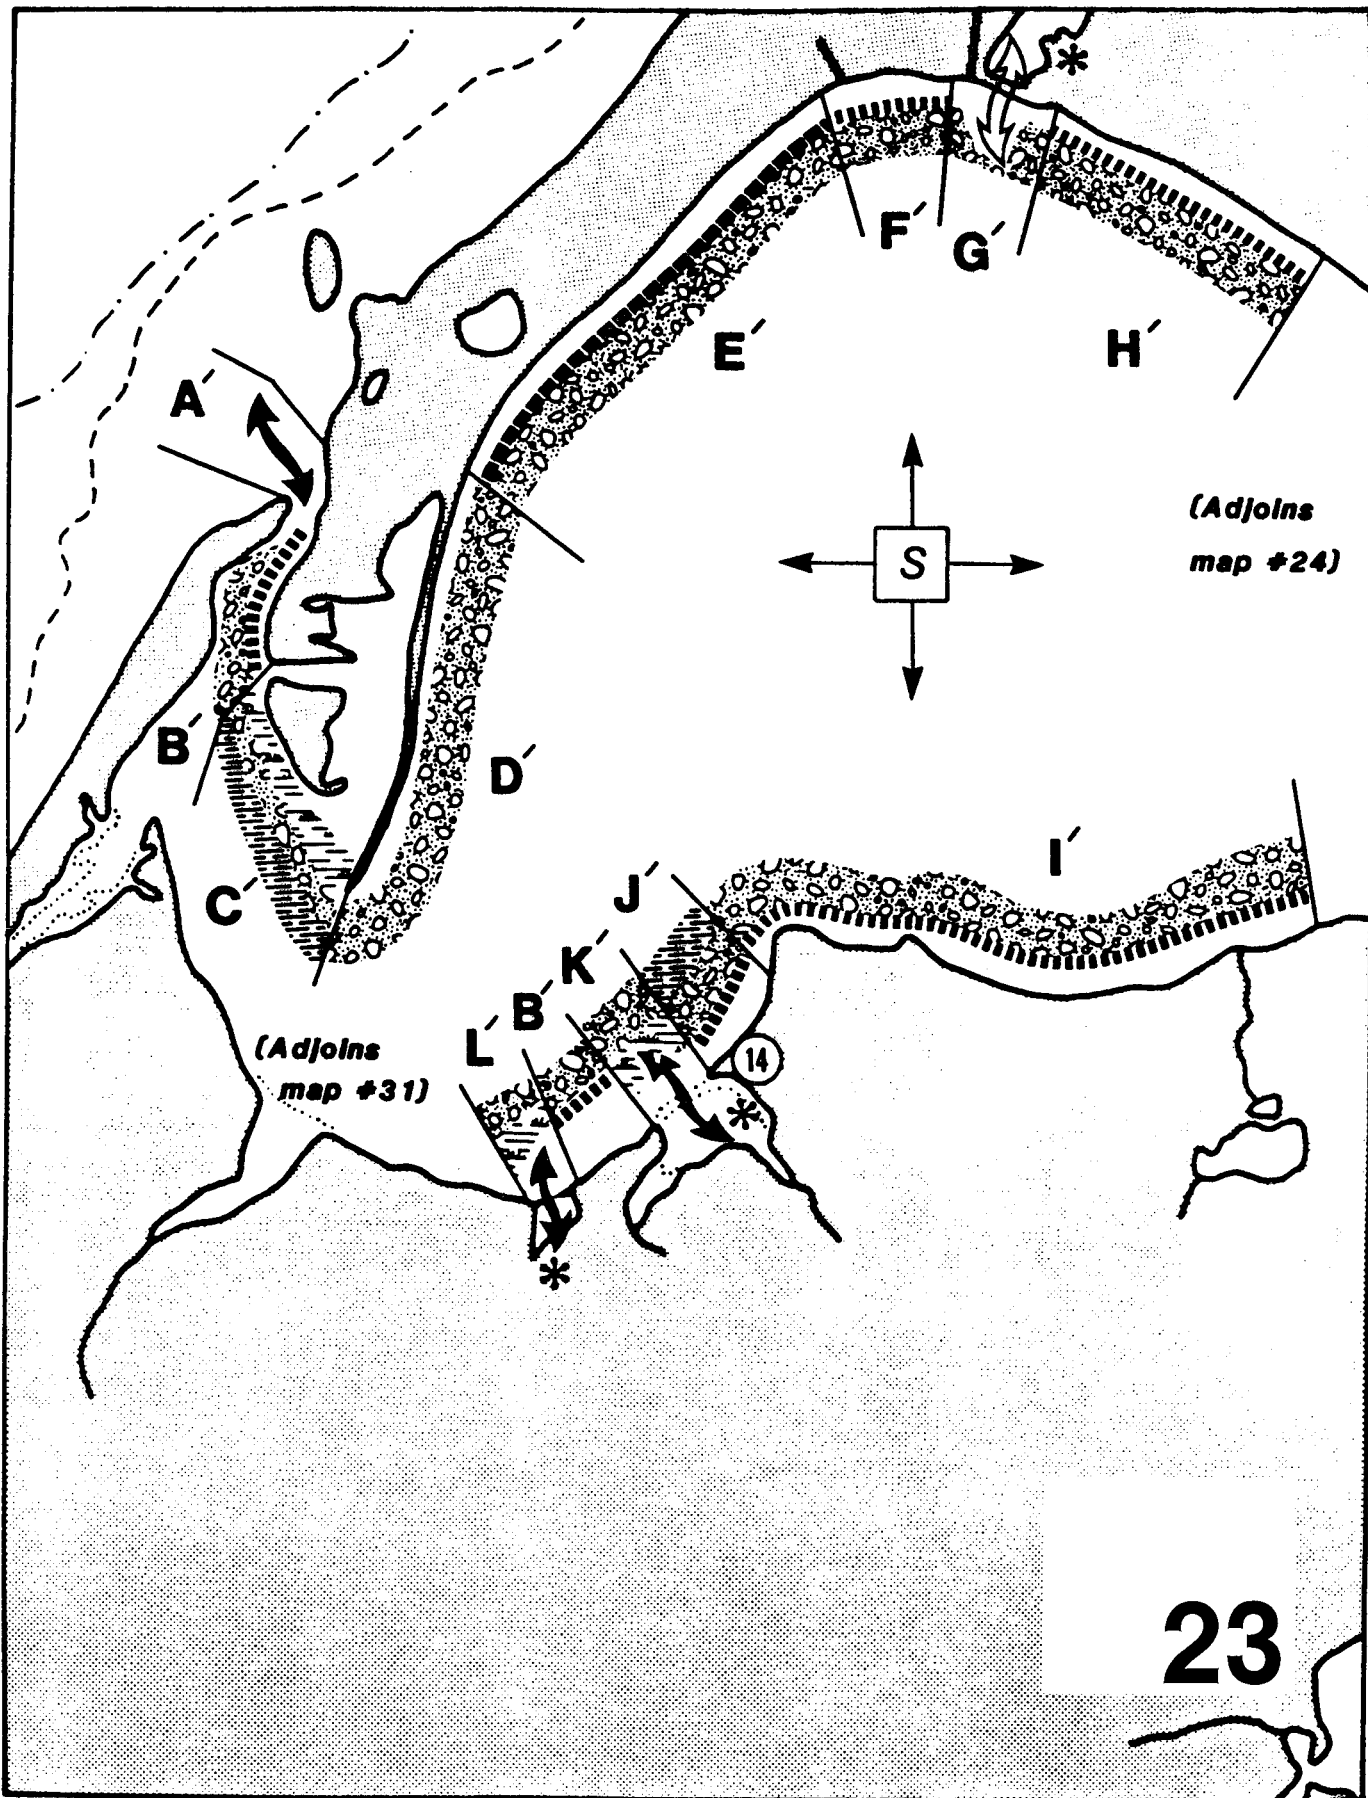 *
F′
G′
E′
H′
A′
(Adjoins
map #24)
S
B′
D′
I′
C′
J′
K′
B′
L′
(Adjoins
map #31)
14
*
*
23